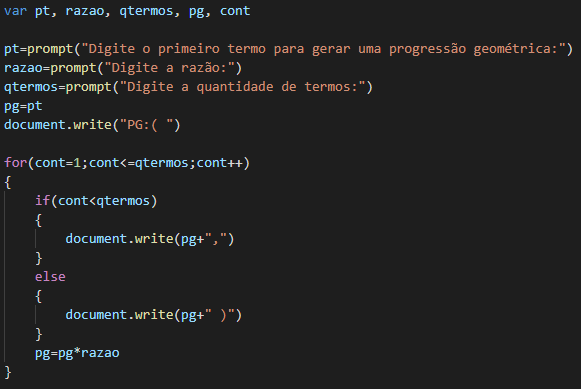 var pt, razao, qtermos, pg, cont
pt=prompt("Digite o primeiro termo para gerar uma progressão geométrica:")
razao=prompt("Digite a razão:")
qtermos=prompt("Digite a quantidade de termos:")
pg=pt
document.write("PG:( ")
for(cont=1;cont<=qtermos;cont++)
{
    if(cont<qtermos)
    {
        document.write(pg+",")
    }
    else
    {
        document.write(pg+" )")
    }
    pg=pg*razao
}